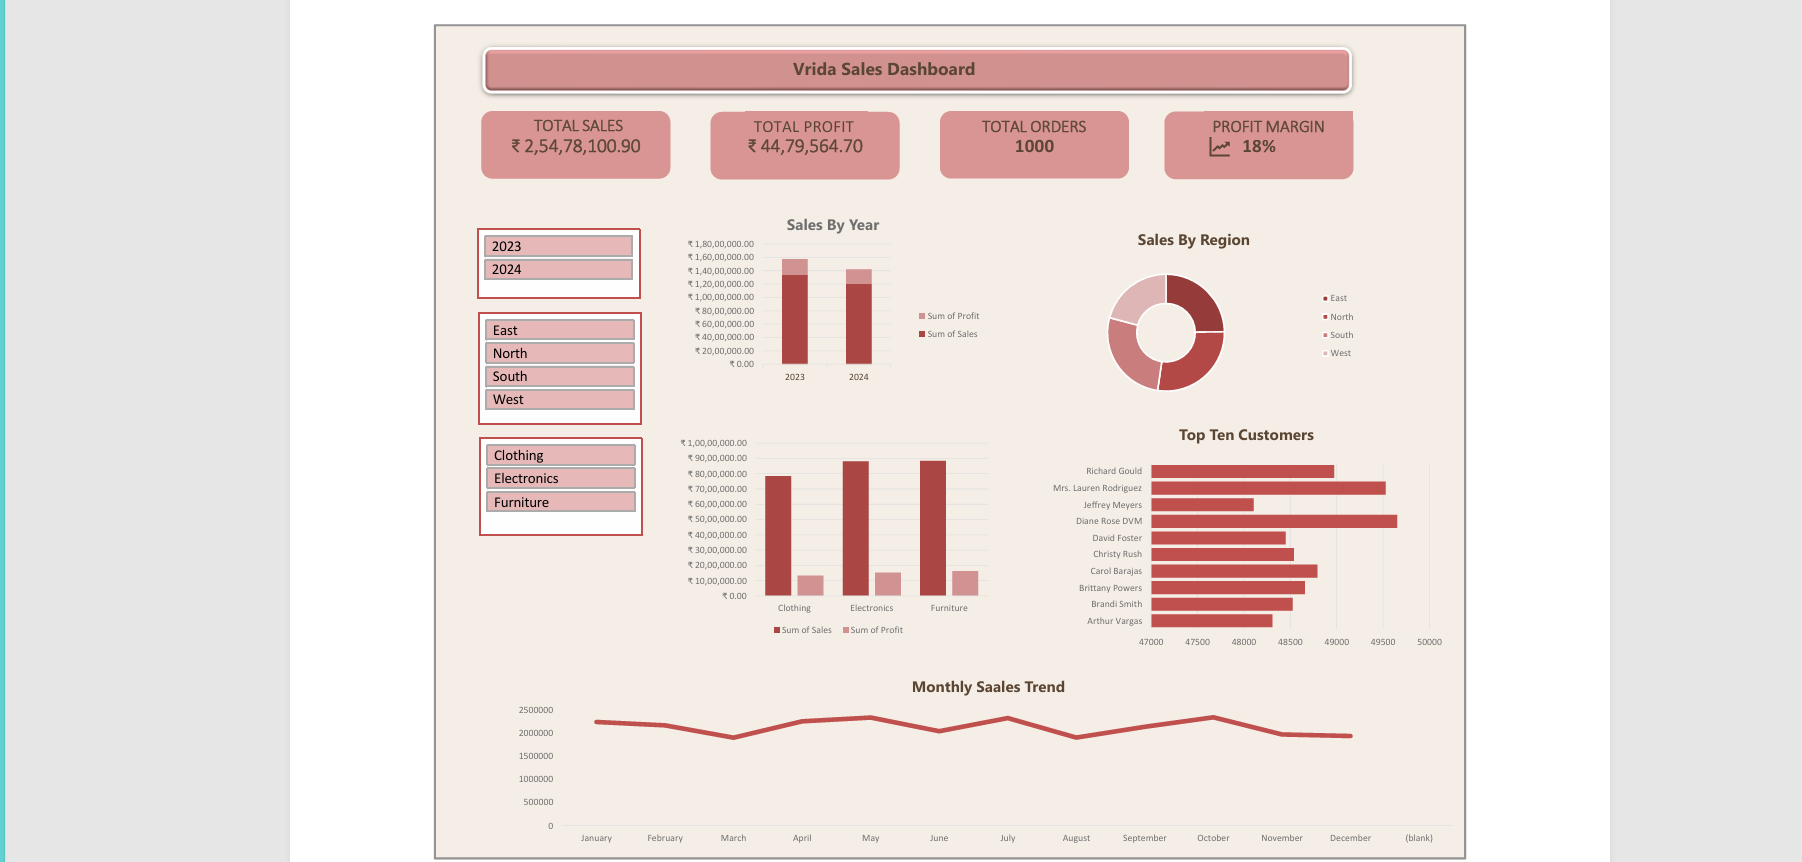 Vrida Sales Dashboard
TOTAL SALES
₹ 2,54,78,100.90
TOTAL PROFIT
₹ 44,79,564.70
TOTAL ORDERS
1000
PROFIT MARGIN
18%
2023
2024
East
North
South
West
Clothing
Electronics
Furniture
Sales By Year
₹ 1,80,00,000.00
₹ 1,60,00,000.00
₹ 1,40,00,000.00
₹ 1,20,00,000.00
₹ 1,00,00,000.00
₹ 80,00,000.00
₹ 60,00,000.00
₹ 40,00,000.00
₹ 20,00,000.00
₹ 0.00
2023 2024
Sum of Profit
Sum of Sales
Sales By Region
East
North
South
West
₹ 1,00,00,000.00
₹ 90,00,000.00
₹ 80,00,000.00
₹ 70,00,000.00
₹ 60,00,000.00
₹ 50,00,000.00
₹ 40,00,000.00
₹ 30,00,000.00
₹ 20,00,000.00
₹ 10,00,000.00
₹ 0.00
Clothing Electronics Furniture
Sum of Sales Sum of Profit
Top Ten Customers
Richard Gould
Mrs. Lauren Rodriguez
Jeffrey Meyers
Diane Rose DVM
David Foster
Christy Rush
Carol Barajas
Brittany Powers
Brandi Smith
Arthur Vargas
47000 47500 48000 48500 49000 49500 50000
Monthly Saales Trend
2500000
2000000
1500000
1000000
500000
0
January February March April May June July August September October November December (blank)